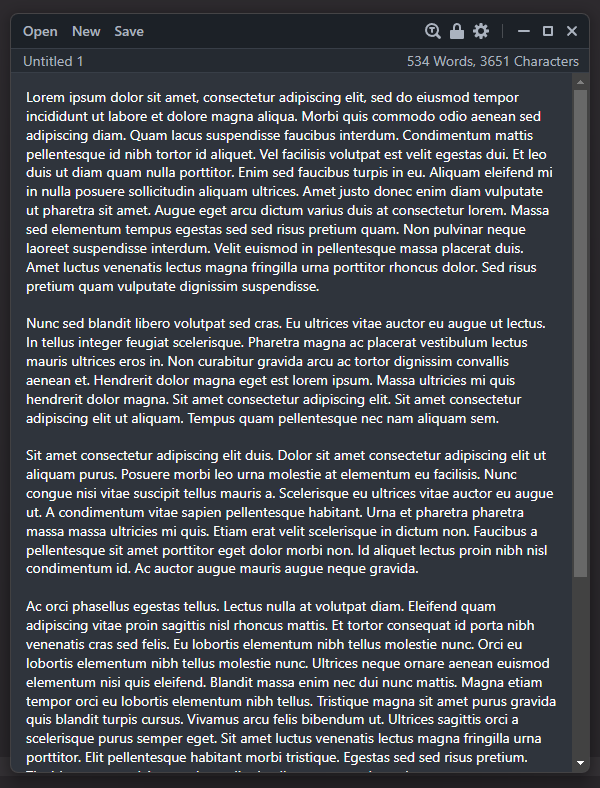 Open New Save
Untitled 1 534 Words, 3651 Characters
Lorem ipsum dolor sit amet, consectetur adipiscing elit, sed do eiusmod tempor
incididunt ut labore et dolore magna aliqua. Morbi quis commodo odio aenean sed
adipiscing diam. Quam lacus suspendisse faucibus interdum. Condimentum mattis
pellentesque id nibh tortor id aliquet. Vel facilisis volutpat est velit egestas dui. Et leo
duis ut diam quam nulla porttitor. Enim sed faucibus turpis in eu. Aliquam eleifend mi
in nulla posuere sollicitudin aliquam ultrices. Amet justo donec enim diam vulputate
ut pharetra sit amet. Augue eget arcu dictum varius duis at consectetur lorem. Massa
sed elementum tempus egestas sed sed risus pretium quam. Non pulvinar neque
laoreet suspendisse interdum. Velit euismod in pellentesque massa placerat duis.
Amet luctus venenatis lectus magna fringilla urna porttitor rhoncus dolor. Sed risus
pretium quam vulputate dignissim suspendisse.
Nunc sed blandit libero volutpat sed cras. Eu ultrices vitae auctor eu augue ut lectus.
In tellus integer feugiat scelerisque. Pharetra magna ac placerat vestibulum lectus
mauris ultrices eros in. Non curabitur gravida arcu ac tortor dignissim convallis
aenean et. Hendrerit dolor magna eget est lorem ipsum. Massa ultricies mi quis
hendrerit dolor magna. Sit amet consectetur adipiscing elit. Sit amet consectetur
adipiscing elit ut aliquam. Tempus quam pellentesque nec nam aliquam sem.
Sit amet consectetur adipiscing elit duis. Dolor sit amet consectetur adipiscing elit ut
aliquam purus. Posuere morbi leo urna molestie at elementum eu facilisis. Nunc
congue nisi vitae suscipit tellus mauris a. Scelerisque eu ultrices vitae auctor eu augue
ut. A condimentum vitae sapien pellentesque habitant. Urna et pharetra pharetra
massa massa ultricies mi quis. Etiam erat velit scelerisque in dictum non. Faucibus a
pellentesque sit amet porttitor eget dolor morbi non. Id aliquet lectus proin nibh nisl
condimentum id. Ac auctor augue mauris augue neque gravida.
Ac orci phasellus egestas tellus. Lectus nulla at volutpat diam. Eleifend quam
adipiscing vitae proin sagittis nisl rhoncus mattis. Et tortor consequat id porta nibh
venenatis cras sed felis. Eu lobortis elementum nibh tellus molestie nunc. Orci eu
lobortis elementum nibh tellus molestie nunc. Ultrices neque ornare aenean euismod
elementum nisi quis eleifend. Blandit massa enim nec dui nunc mattis. Magna etiam
tempor orci eu lobortis elementum nibh tellus. Tristique magna sit amet purus gravida
quis blandit turpis cursus. Vivamus arcu felis bibendum ut. Ultrices sagittis orci a
scelerisque purus semper eget. Sit amet luctus venenatis lectus magna fringilla urna
porttitor. Elit pellentesque habitant morbi tristique. Egestas sed sed risus pretium.